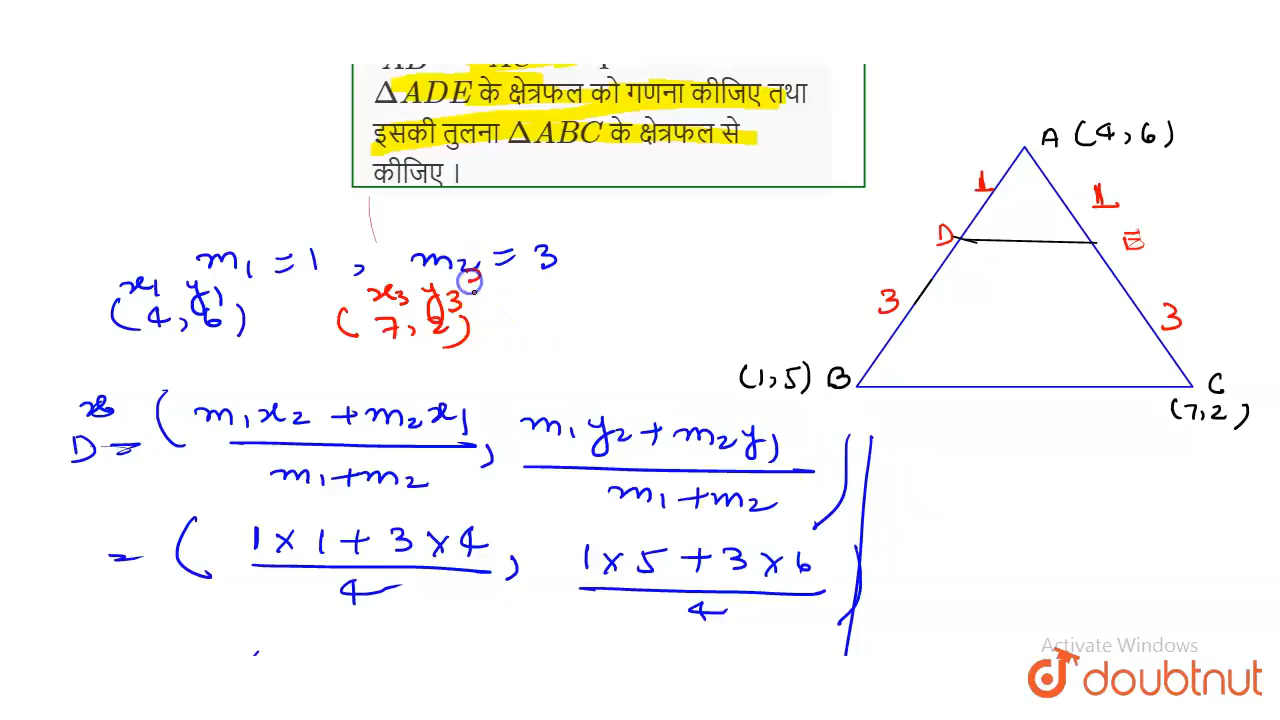 ΔADE के क्षेत्रफल को गणना कीजिए तथा
इसकी तुलना ΔABC के क्षेत्रफल से
कीजिए ।
m₁ = 1 , m₂ = 3
x₁ y₁
(4, 6)
x₃ y₃
(7, 2)
3
D = (m₁x₂ + m₂x₁ / m₁+m₂ , m₁y₂ + m₂y₁ / m₁+m₂)
= (1×1 + 3×4 / 4 , 1×5 + 3×6 / 4)
A (4, 6)
1 1
D E
3 3
(1, 5) B C
(7, 2)
Activate Windows
doubtnut